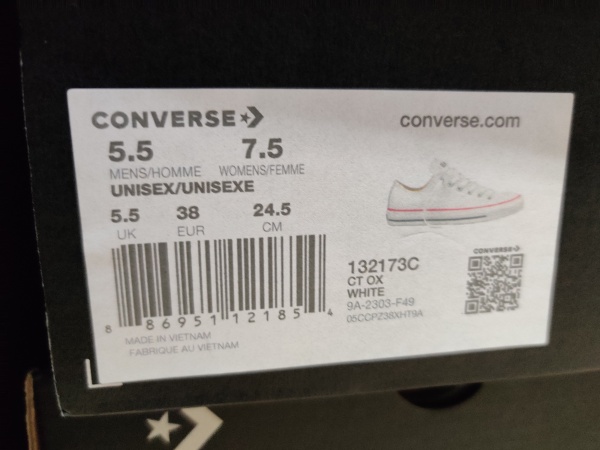 CONVERSE
converse.com
5.5 7.5
MENS/HOMME WOMENS/FEMME
UNISEX/UNISEXE
5.5 38 24.5
UK EUR CM
132173C
CT OX
WHITE
9A-2303-F49
05CCPZ38XHT9A
CONVERSE
8 86951 12185 4
MADE IN VIETNAM
FABRIQUE AU VIETNAM